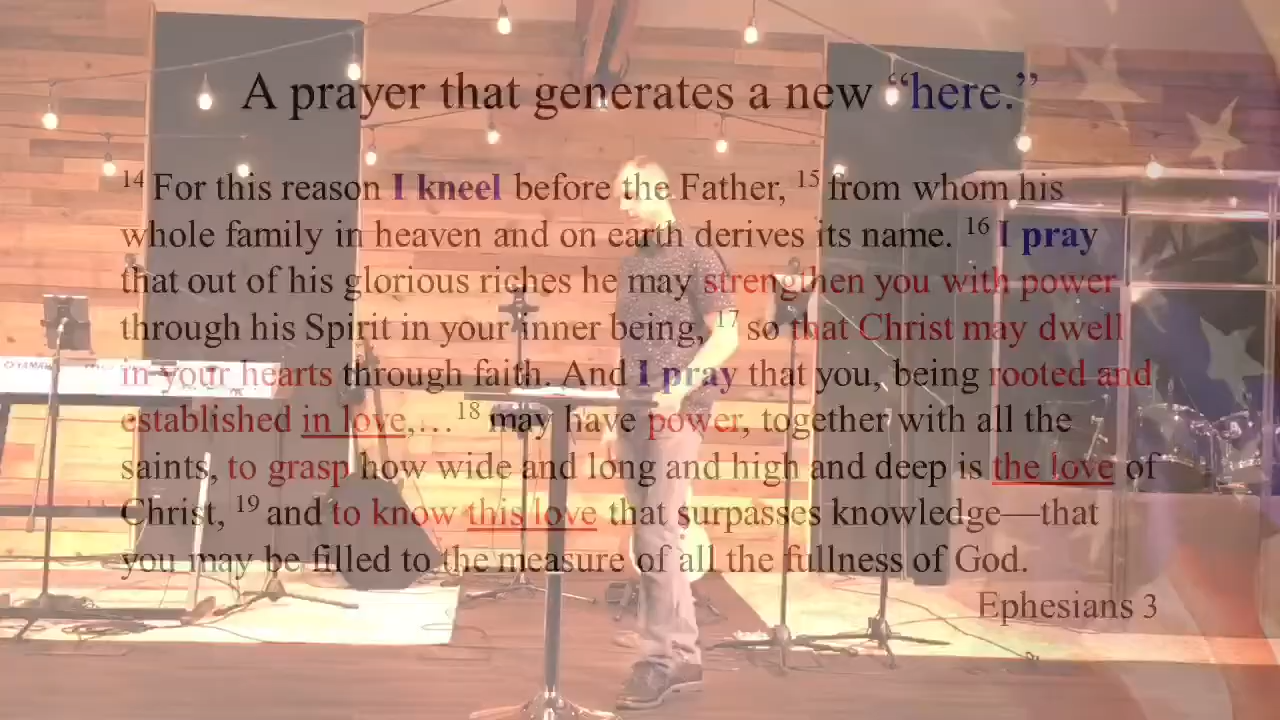 A prayer that generates a new “here.”
14 For this reason I kneel before the Father, 15 from whom his
whole family in heaven and on earth derives its name. 16 I pray
that out of his glorious riches he may strengthen you with power
through his Spirit in your inner being, 17 so that Christ may dwell
in your hearts through faith. And I pray that you, being rooted and
established in love,… 18 may have power, together with all the
saints, to grasp how wide and long and high and deep is the love of
Christ, 19 and to know this love that surpasses knowledge—that
you may be filled to the measure of all the fullness of God.
Ephesians 3
YAMAHA